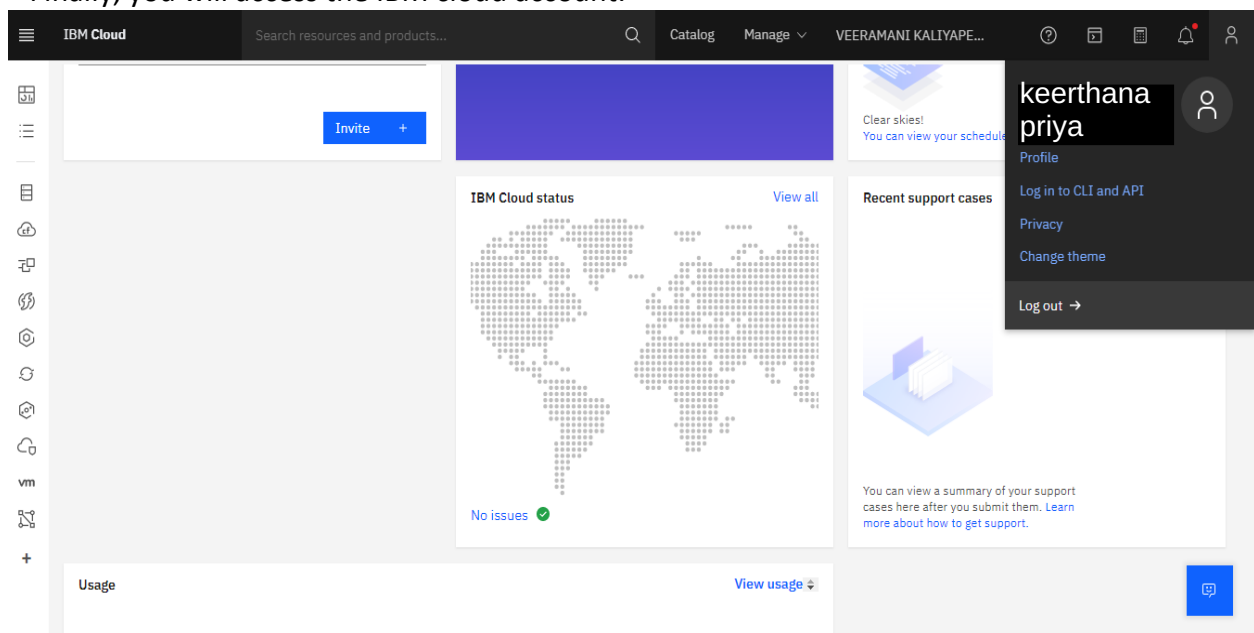 Finally, you will access the IBM cloud account.
IBM Cloud
Search resources and products...
Catalog
Manage
VEERAMANI KALIYAPE...
keerthana
priya
Profile
Log in to CLI and API
Privacy
Change theme
Log out →
Invite +
Clear skies!
You can view your schedule
IBM Cloud status
View all
Recent support cases
No issues
You can view a summary of your support
cases here after you submit them. Learn
more about how to get support.
vm
+
Usage
View usage